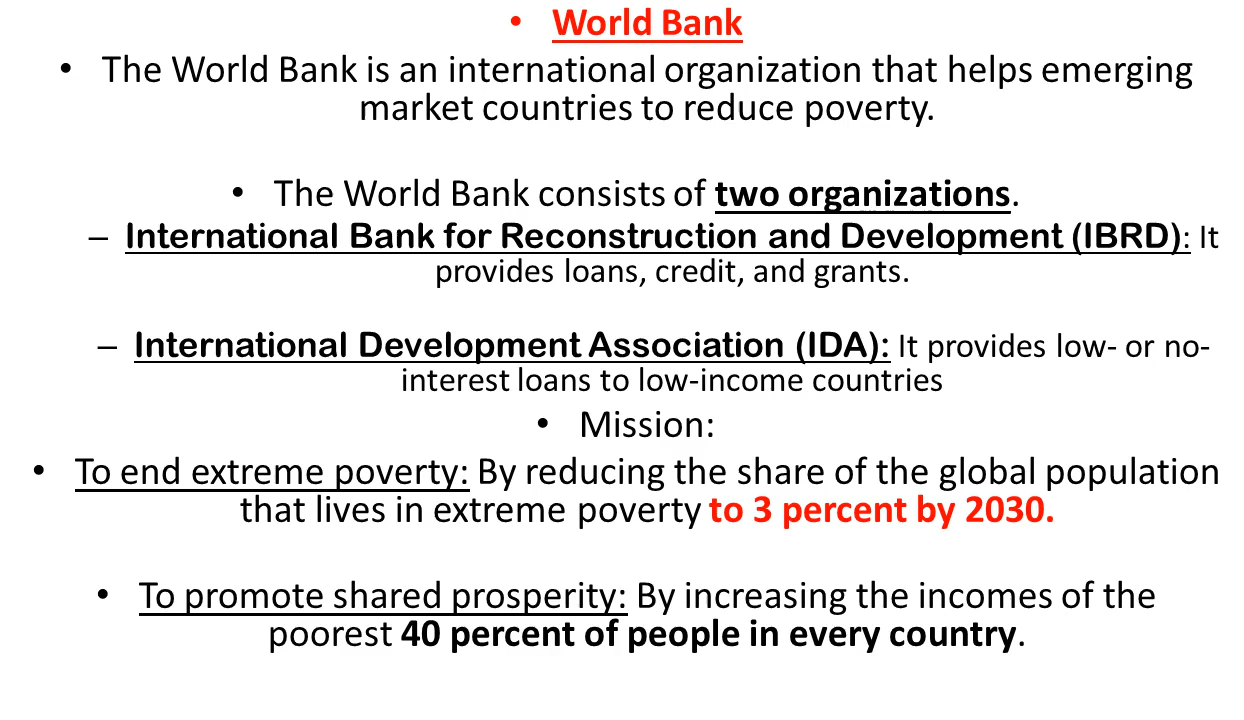 • World Bank
• The World Bank is an international organization that helps emerging
market countries to reduce poverty.
• The World Bank consists of two organizations.
– International Bank for Reconstruction and Development (IBRD): It
provides loans, credit, and grants.
– International Development Association (IDA): It provides low- or no-
interest loans to low-income countries
• Mission:
• To end extreme poverty: By reducing the share of the global population
that lives in extreme poverty to 3 percent by 2030.
• To promote shared prosperity: By increasing the incomes of the
poorest 40 percent of people in every country.